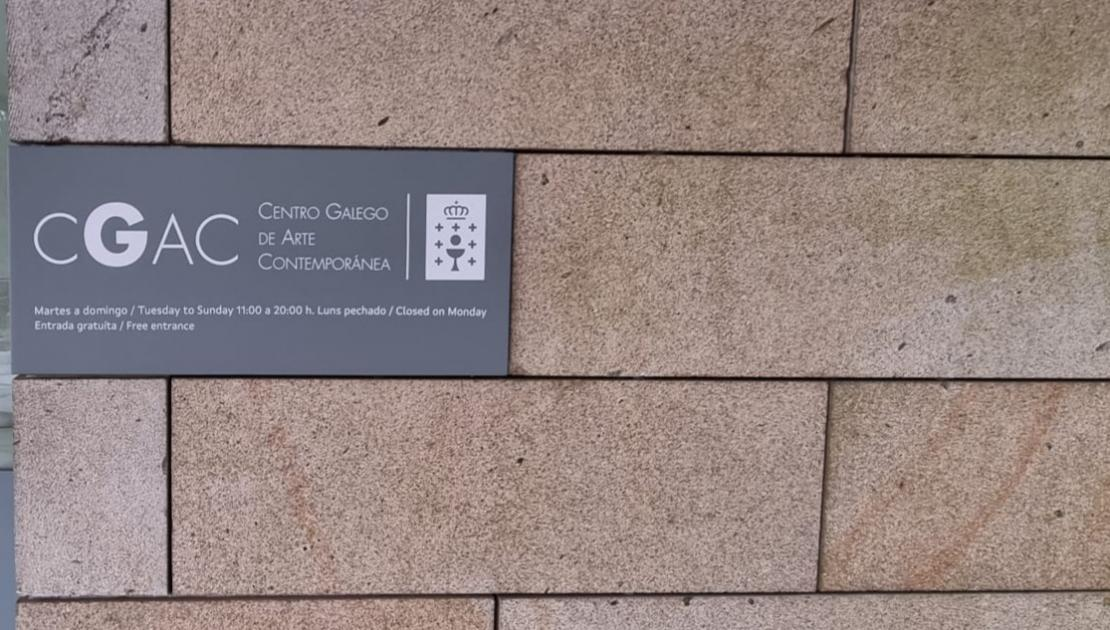 CGAC
CENTRO GALEGO
DE ARTE
CONTEMPORÁNEA
Martes a domingo / Tuesday to Sunday 11:00 a 20:00 h. Luns pechado / Closed on Monday
Entrada gratuíta / Free entrance